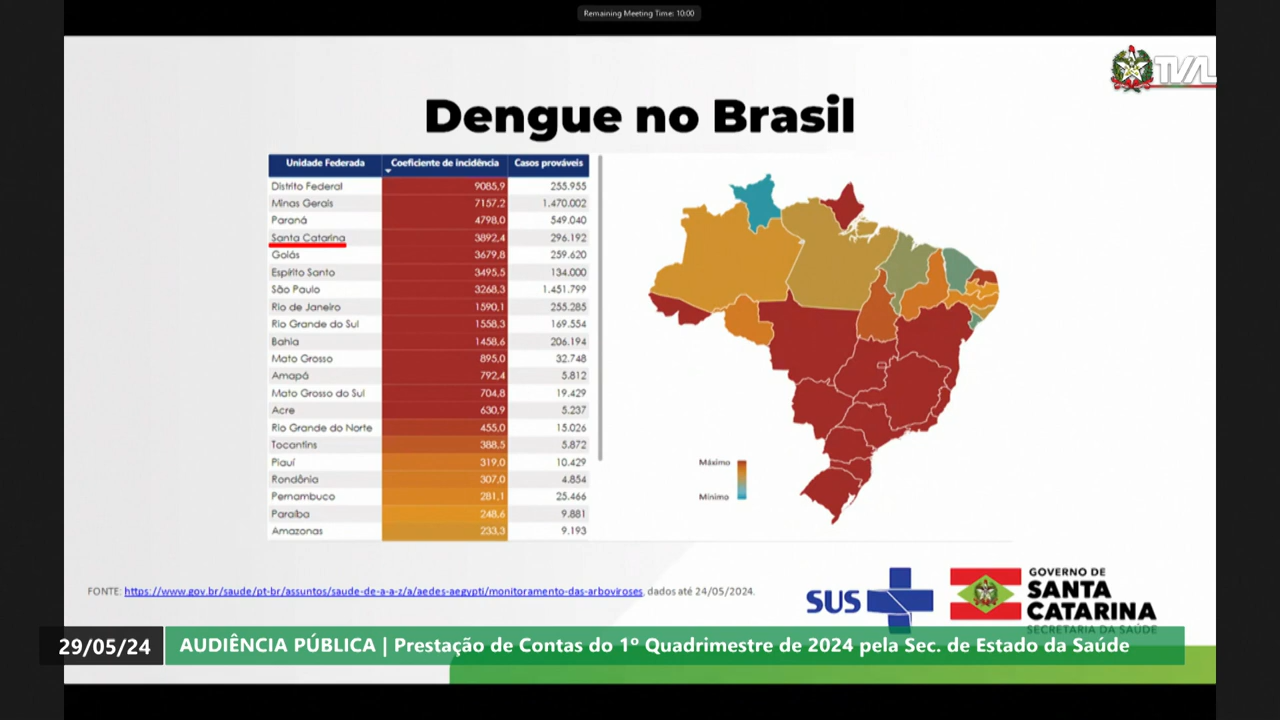 Remaining Meeting Time: 10:00
TVAL
Dengue no Brasil
Unidade Federada Coeficiente de incidência Casos prováveis
Distrito Federal 9085,9 255.955
Minas Gerais 7157,2 1.470.002
Paraná 4798,0 549.040
Santa Catarina 3892,4 296.192
Goiás 3679,8 259.620
Espírito Santo 3495,5 134.000
São Paulo 3268,3 1.451.799
Rio de Janeiro 1590,1 255.285
Rio Grande do Sul 1558,3 169.554
Bahia 1458,6 206.194
Mato Grosso 895,0 32.748
Amapá 792,4 5.812
Mato Grosso do Sul 704,8 19.429
Acre 630,9 5.237
Rio Grande do Norte 455,0 15.026
Tocantins 388,5 5.872
Piauí 319,0 10.429
Rondônia 307,0 4.854
Pernambuco 281,1 25.466
Paraíba 248,6 9.881
Amazonas 233,3 9.193
Máximo
Mínimo
FONTE: https://www.gov.br/saude/pt-br/assuntos/saude-de-a-a-z/a/aedes-aegypti/monitoramento-das-arboviroses, dados até 24/05/2024.
SUS
GOVERNO DE
SANTA
CATARINA
SECRETARIA DA SAÚDE
29/05/24
AUDIÊNCIA PÚBLICA | Prestação de Contas do 1º Quadrimestre de 2024 pela Sec. de Estado da Saúde